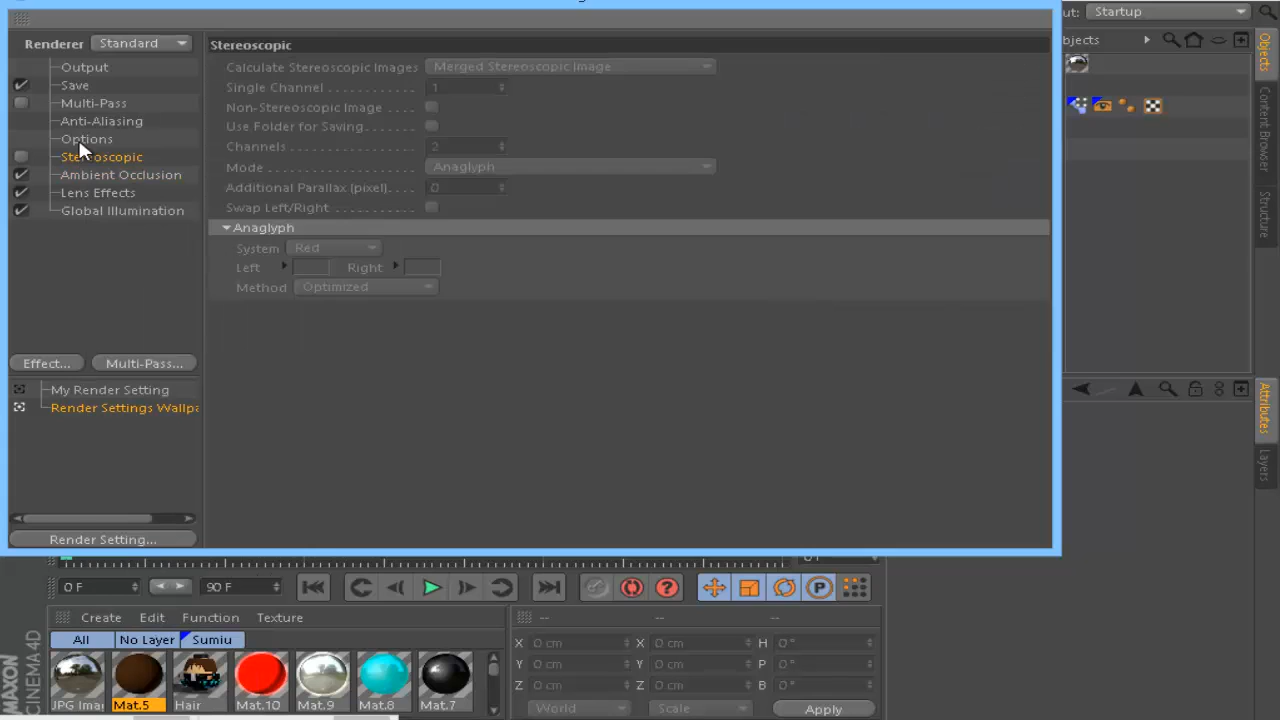 ut: Startup
Renderer Standard
Output
Save
Multi-Pass
Anti-Aliasing
Options
Stereoscopic
Ambient Occlusion
Lens Effects
Global Illumination
Effect... Multi-Pass...
My Render Setting
Render Settings Wallpa
Render Setting...
Stereoscopic
Calculate Stereoscopic Images Merged Stereoscopic Image
Single Channel 1
Non-Stereoscopic Image
Use Folder for Saving
Channels 2
Mode Anaglyph
Additional Parallax (pixel) 0
Swap Left/Right
Anaglyph
System Red
Left Right
Method Optimized
bjects
Objects
Content Browser
Structure
Attributes
Layers
0 F 90 F
P
Create Edit Function Texture
All No Layer Sumiu
JPG Imag Mat.5 Hair Mat.10 Mat.9 Mat.8 Mat.7
-- -- --
X 0 cm X 0 cm H 0°
Y 0 cm Y 0 cm P 0°
Z 0 cm Z 0 cm B 0°
World Scale Apply
MAXON
CINEMA4D